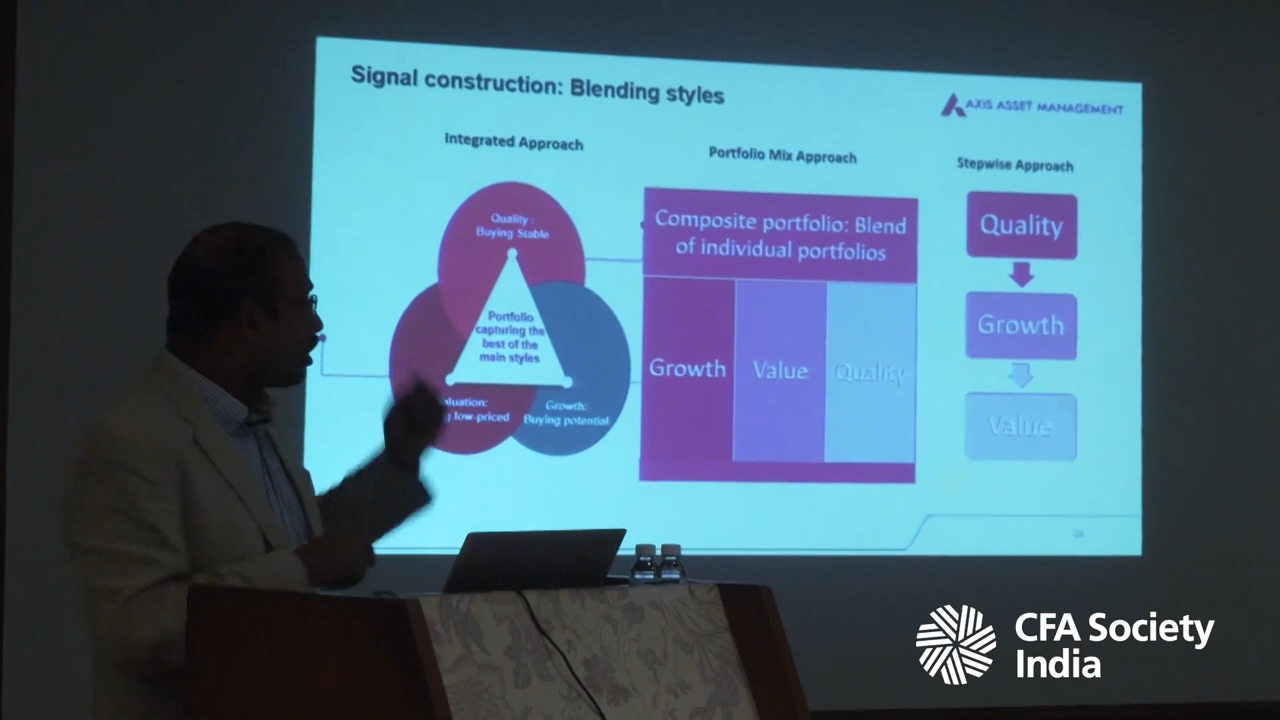 Signal construction: Blending styles
AXIS ASSET MANAGEMENT
Integrated Approach
Quality :
Buying Stable
Portfolio
capturing the
best of the
main styles
low-priced
Growth:
Buying potential
Portfolio Mix Approach
Composite portfolio: Blend
of individual portfolios
Growth
Value
Quality
Stepwise Approach
Quality
Growth
Value
CFA Society
India